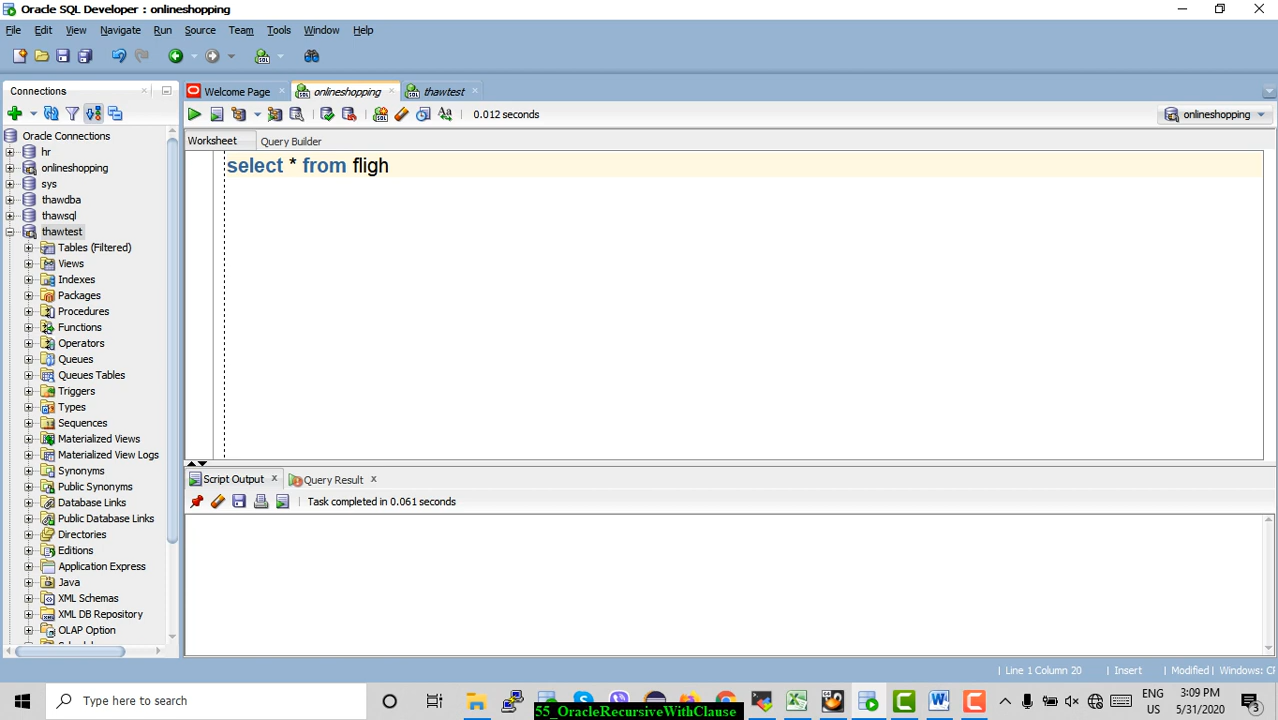 Oracle SQL Developer : onlineshopping
File Edit View Navigate Run Source Team Tools Window Help
Connections
Welcome Page
onlineshopping
thawtest
0.012 seconds
onlineshopping
Worksheet Query Builder
select * from fligh
Oracle Connections
hr
onlineshopping
sys
thawdba
thawsql
thawtest
Tables (Filtered)
Views
Indexes
Packages
Procedures
Functions
Operators
Queues
Queues Tables
Triggers
Types
Sequences
Materialized Views
Materialized View Logs
Synonyms
Public Synonyms
Database Links
Public Database Links
Directories
Editions
Application Express
Java
XML Schemas
XML DB Repository
OLAP Option
Script Output
Query Result
Task completed in 0.061 seconds
Line 1 Column 20
Insert
Modified
Windows: CF
Type here to search
55_OracleRecursiveWithClause
ENG
US
3:09 PM
5/31/2020
3